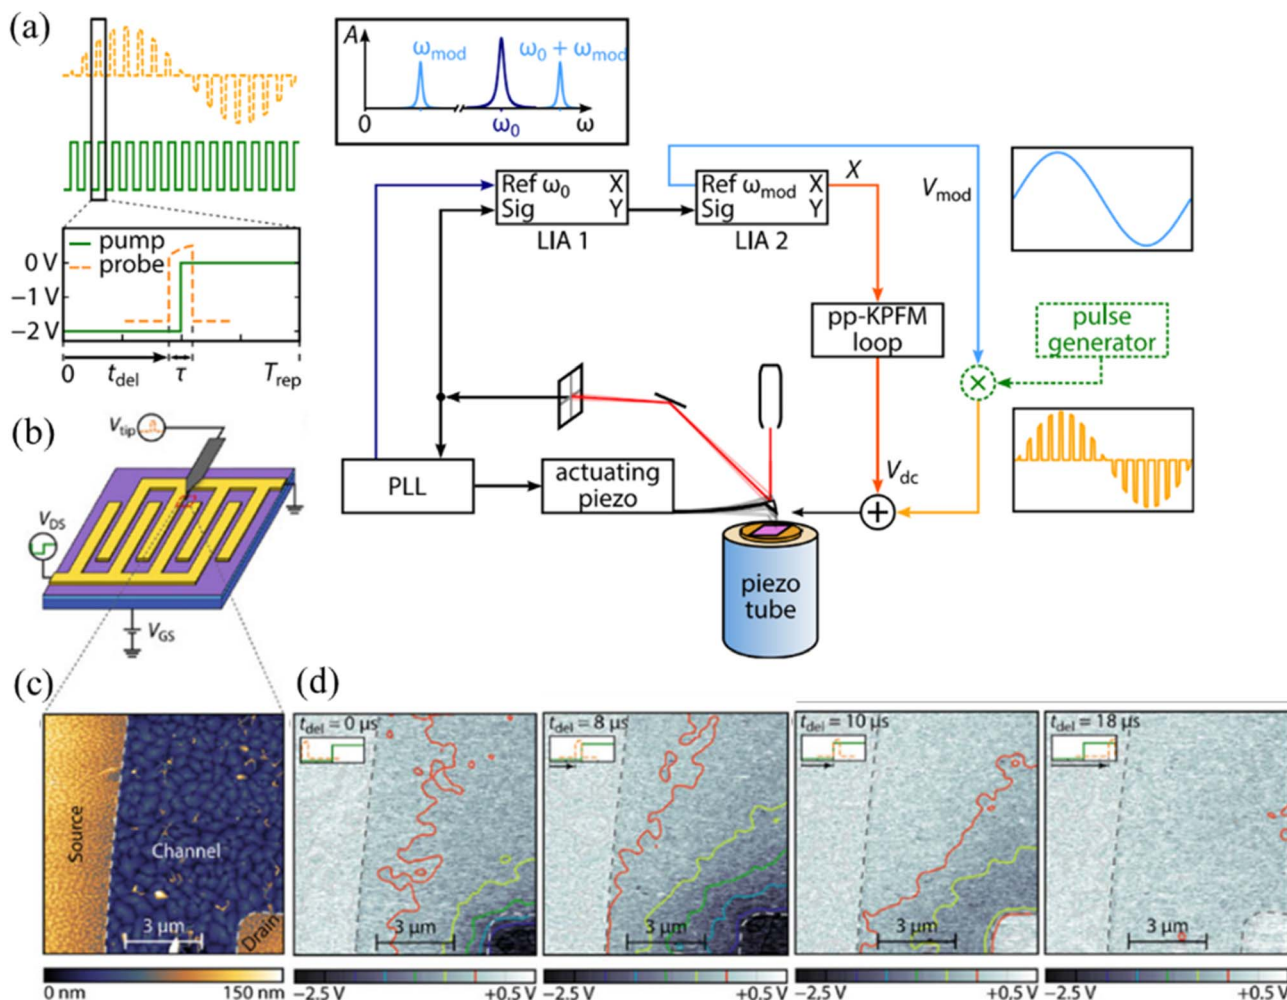 (a)
A
ω_mod
ω₀ + ω_mod
0
ω₀
ω
pump
probe
0 V
−1 V
−2 V
0
t_del
τ
T_rep
Ref ω₀ X
Sig Y
LIA 1
Ref ω_mod X
Sig Y
LIA 2
X
V_mod
pp-KPFM
loop
pulse
generator
×
V_dc
+
PLL
actuating
piezo
piezo
tube
(b)
V_tip
V_DS
V_GS
(c)
Source
Channel
Drain
3 μm
0 nm 150 nm
(d)
t_del = 0 μs
3 μm
−2.5 V +0.5 V
t_del = 8 μs
3 μm
−2.5 V +0.5 V
t_del = 10 μs
3 μm
−2.5 V +0.5 V
t_del = 18 μs
3 μm
−2.5 V +0.5 V